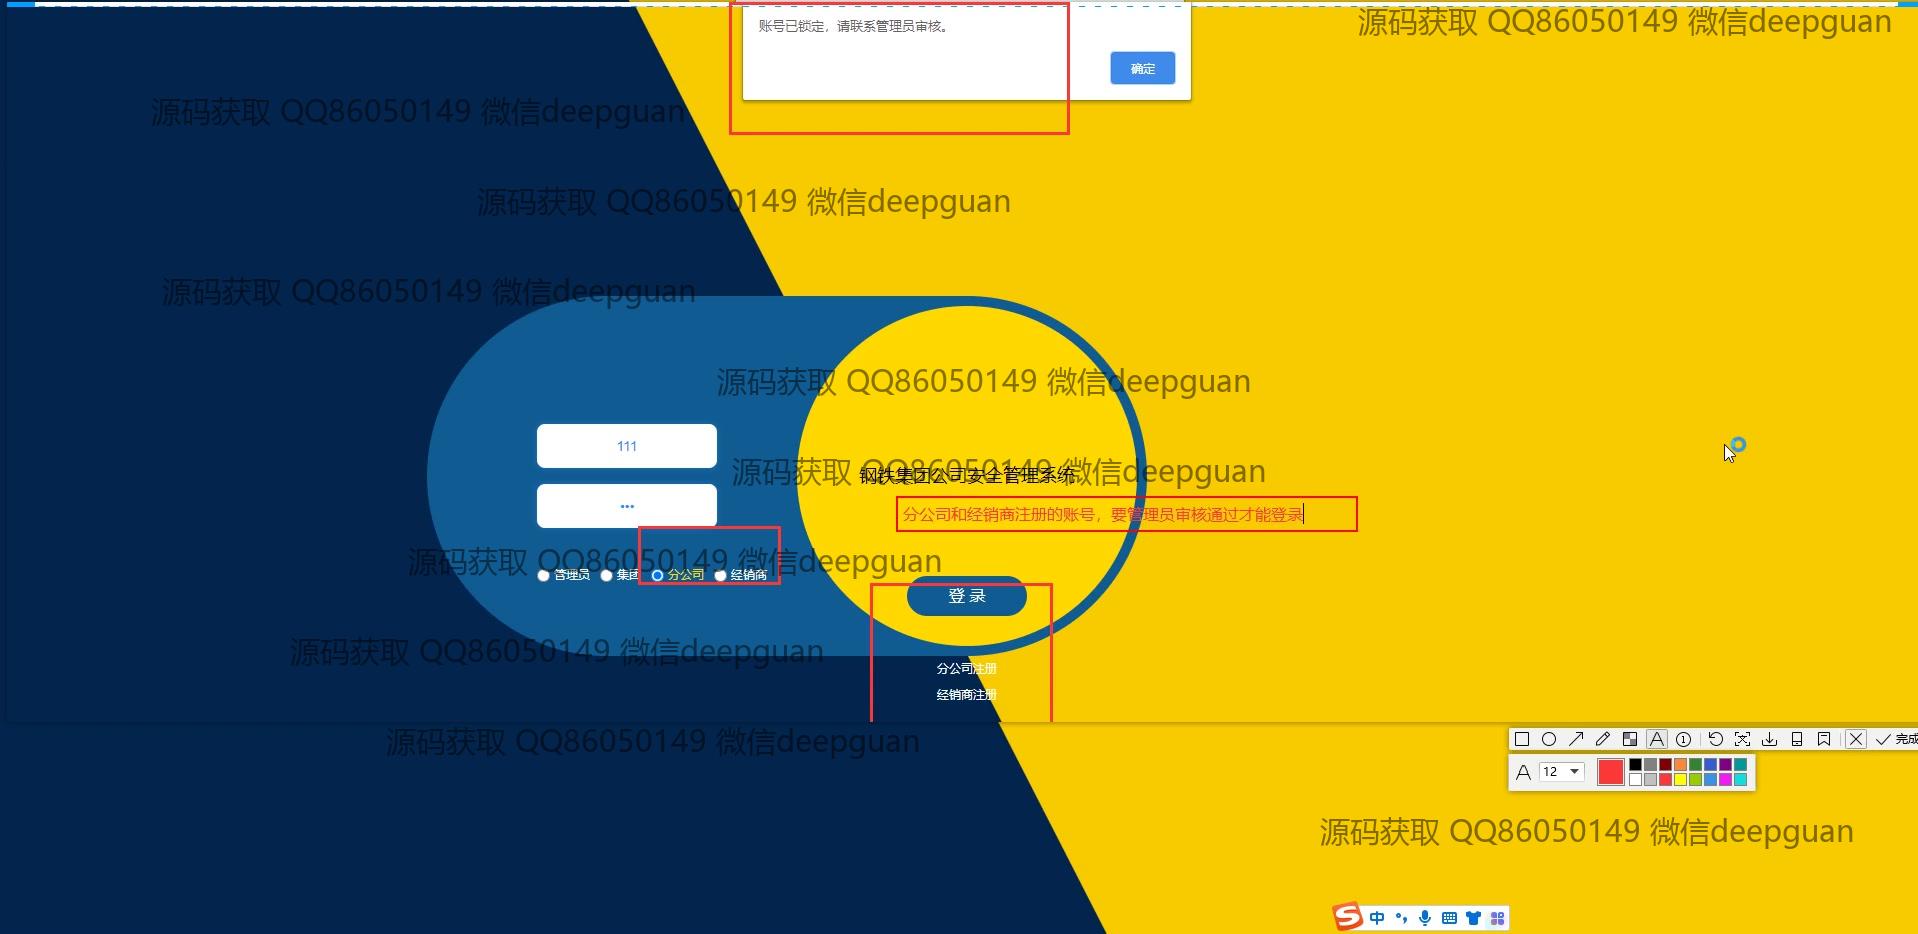 账号已锁定，请联系管理员审核。
确定
源码获取 QQ86050149 微信deepguan
源码获取 QQ86050149 微信deepguan
源码获取 QQ86050149 微信deepguan
源码获取 QQ86050149 微信deepguan
源码获取 QQ86050149 微信deepguan
111
源码获取 QQ86050149 微信deepguan
钢铁集团公司安全管理系统
分公司和经销商注册的账号，要管理员审核通过才能登录
源码获取 QQ86050149 微信deepguan
管理员 集团 分公司 经销商
登 录
源码获取 QQ86050149 微信deepguan
分公司注册
经销商注册
源码获取 QQ86050149 微信deepguan
完成
A 12
源码获取 QQ86050149 微信deepguan
中